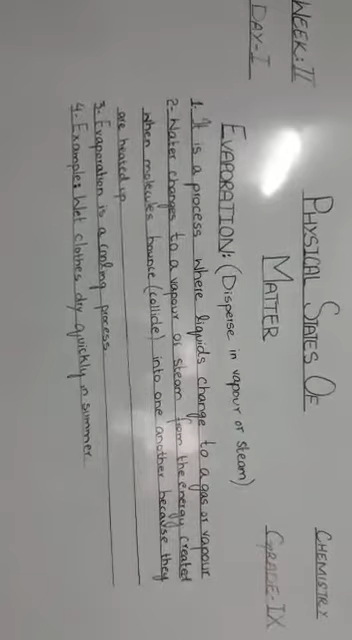 WEEK: II
CHEMISTRY
DAY-I
PHYSICAL STATES OF
GRADE-IX
MATTER
EVAPORATION: (Disperse in vapour or steam)
1. It is a process where liquids change to a gas or vapour
2- Water changes to a vapour or steam from the energy created
when molecules bounce (collide) into one another because they
are heated up.
3- Evaporation is a cooling process.
4- Example: Wet clothes dry quickly in summer.